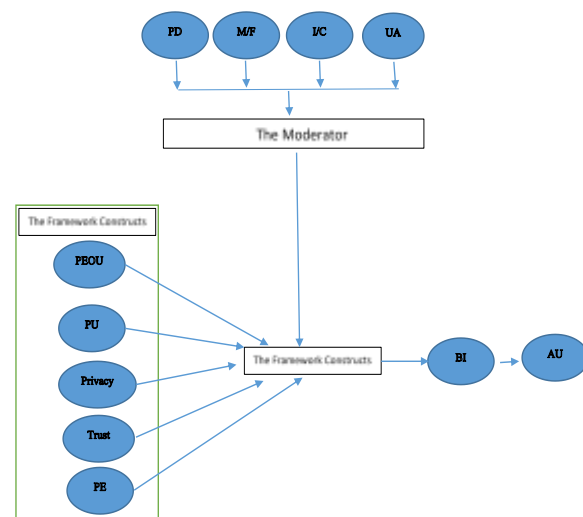 PD
M/F
I/C
UA
The Moderator
The Framework Constructs
PEOU
PU
Privacy
Trust
PE
The Framework Constructs
BI
AU